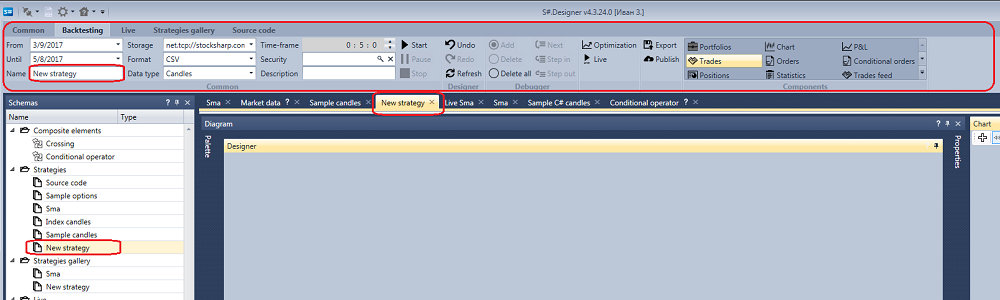 S# S#.Designer v4.3.24.0 [Иван З.]
Common Backtesting Live Strategies gallery Source code
From 3/9/2017 Storage net.tcp://stocksharp.con Time-frame 0 : 5 : 0 Start Undo Add Next Optimization Export Portfolios Chart P&L
Until 5/8/2017 Format CSV Security Pause Redo Delete Step in Live Publish Trades Orders Conditional orders
Name New strategy Data type Candles Description Stop Refresh Delete all Step out Positions Statistics Trades feed
Common Designer Debugger Components
Schemas
Sma Market data ? Sample candles New strategy Live Sma Sma Sample C# candles Conditional operator ?
Name Type
Diagram ? Chart
Composite elements
Crossing
Conditional operator
Strategies
Source code
Sample options
Sma
Index candles
Sample candles
New strategy
Strategies gallery
Sma
New strategy
Live
Palette
Designer
Properties